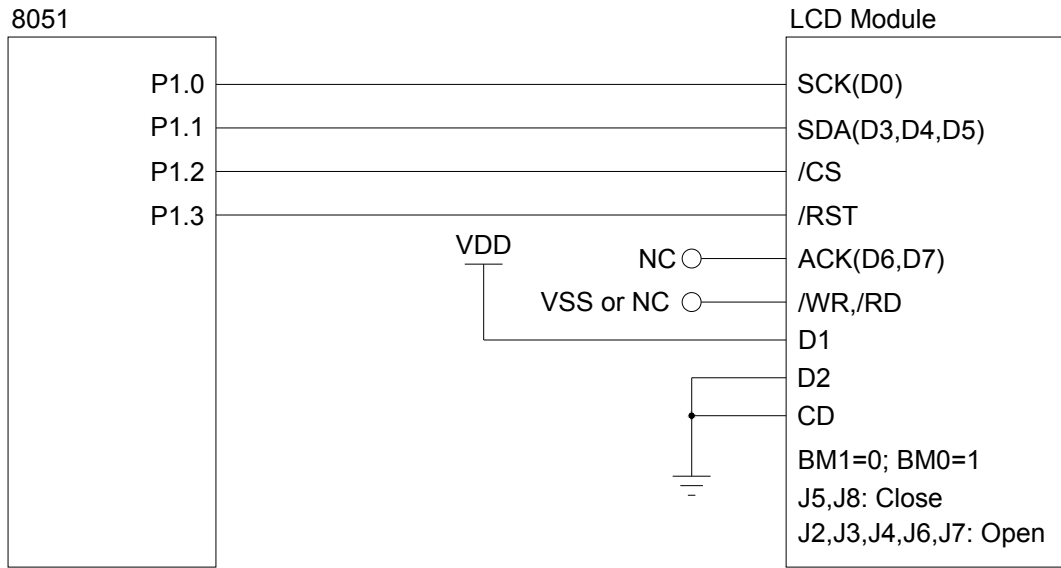 8051
LCD Module
P1.0
SCK(D0)
P1.1
SDA(D3,D4,D5)
P1.2
/CS
P1.3
/RST
VDD
NC
ACK(D6,D7)
VSS or NC
/WR,/RD
D1
D2
CD
BM1=0; BM0=1
J5,J8: Close
J2,J3,J4,J6,J7: Open